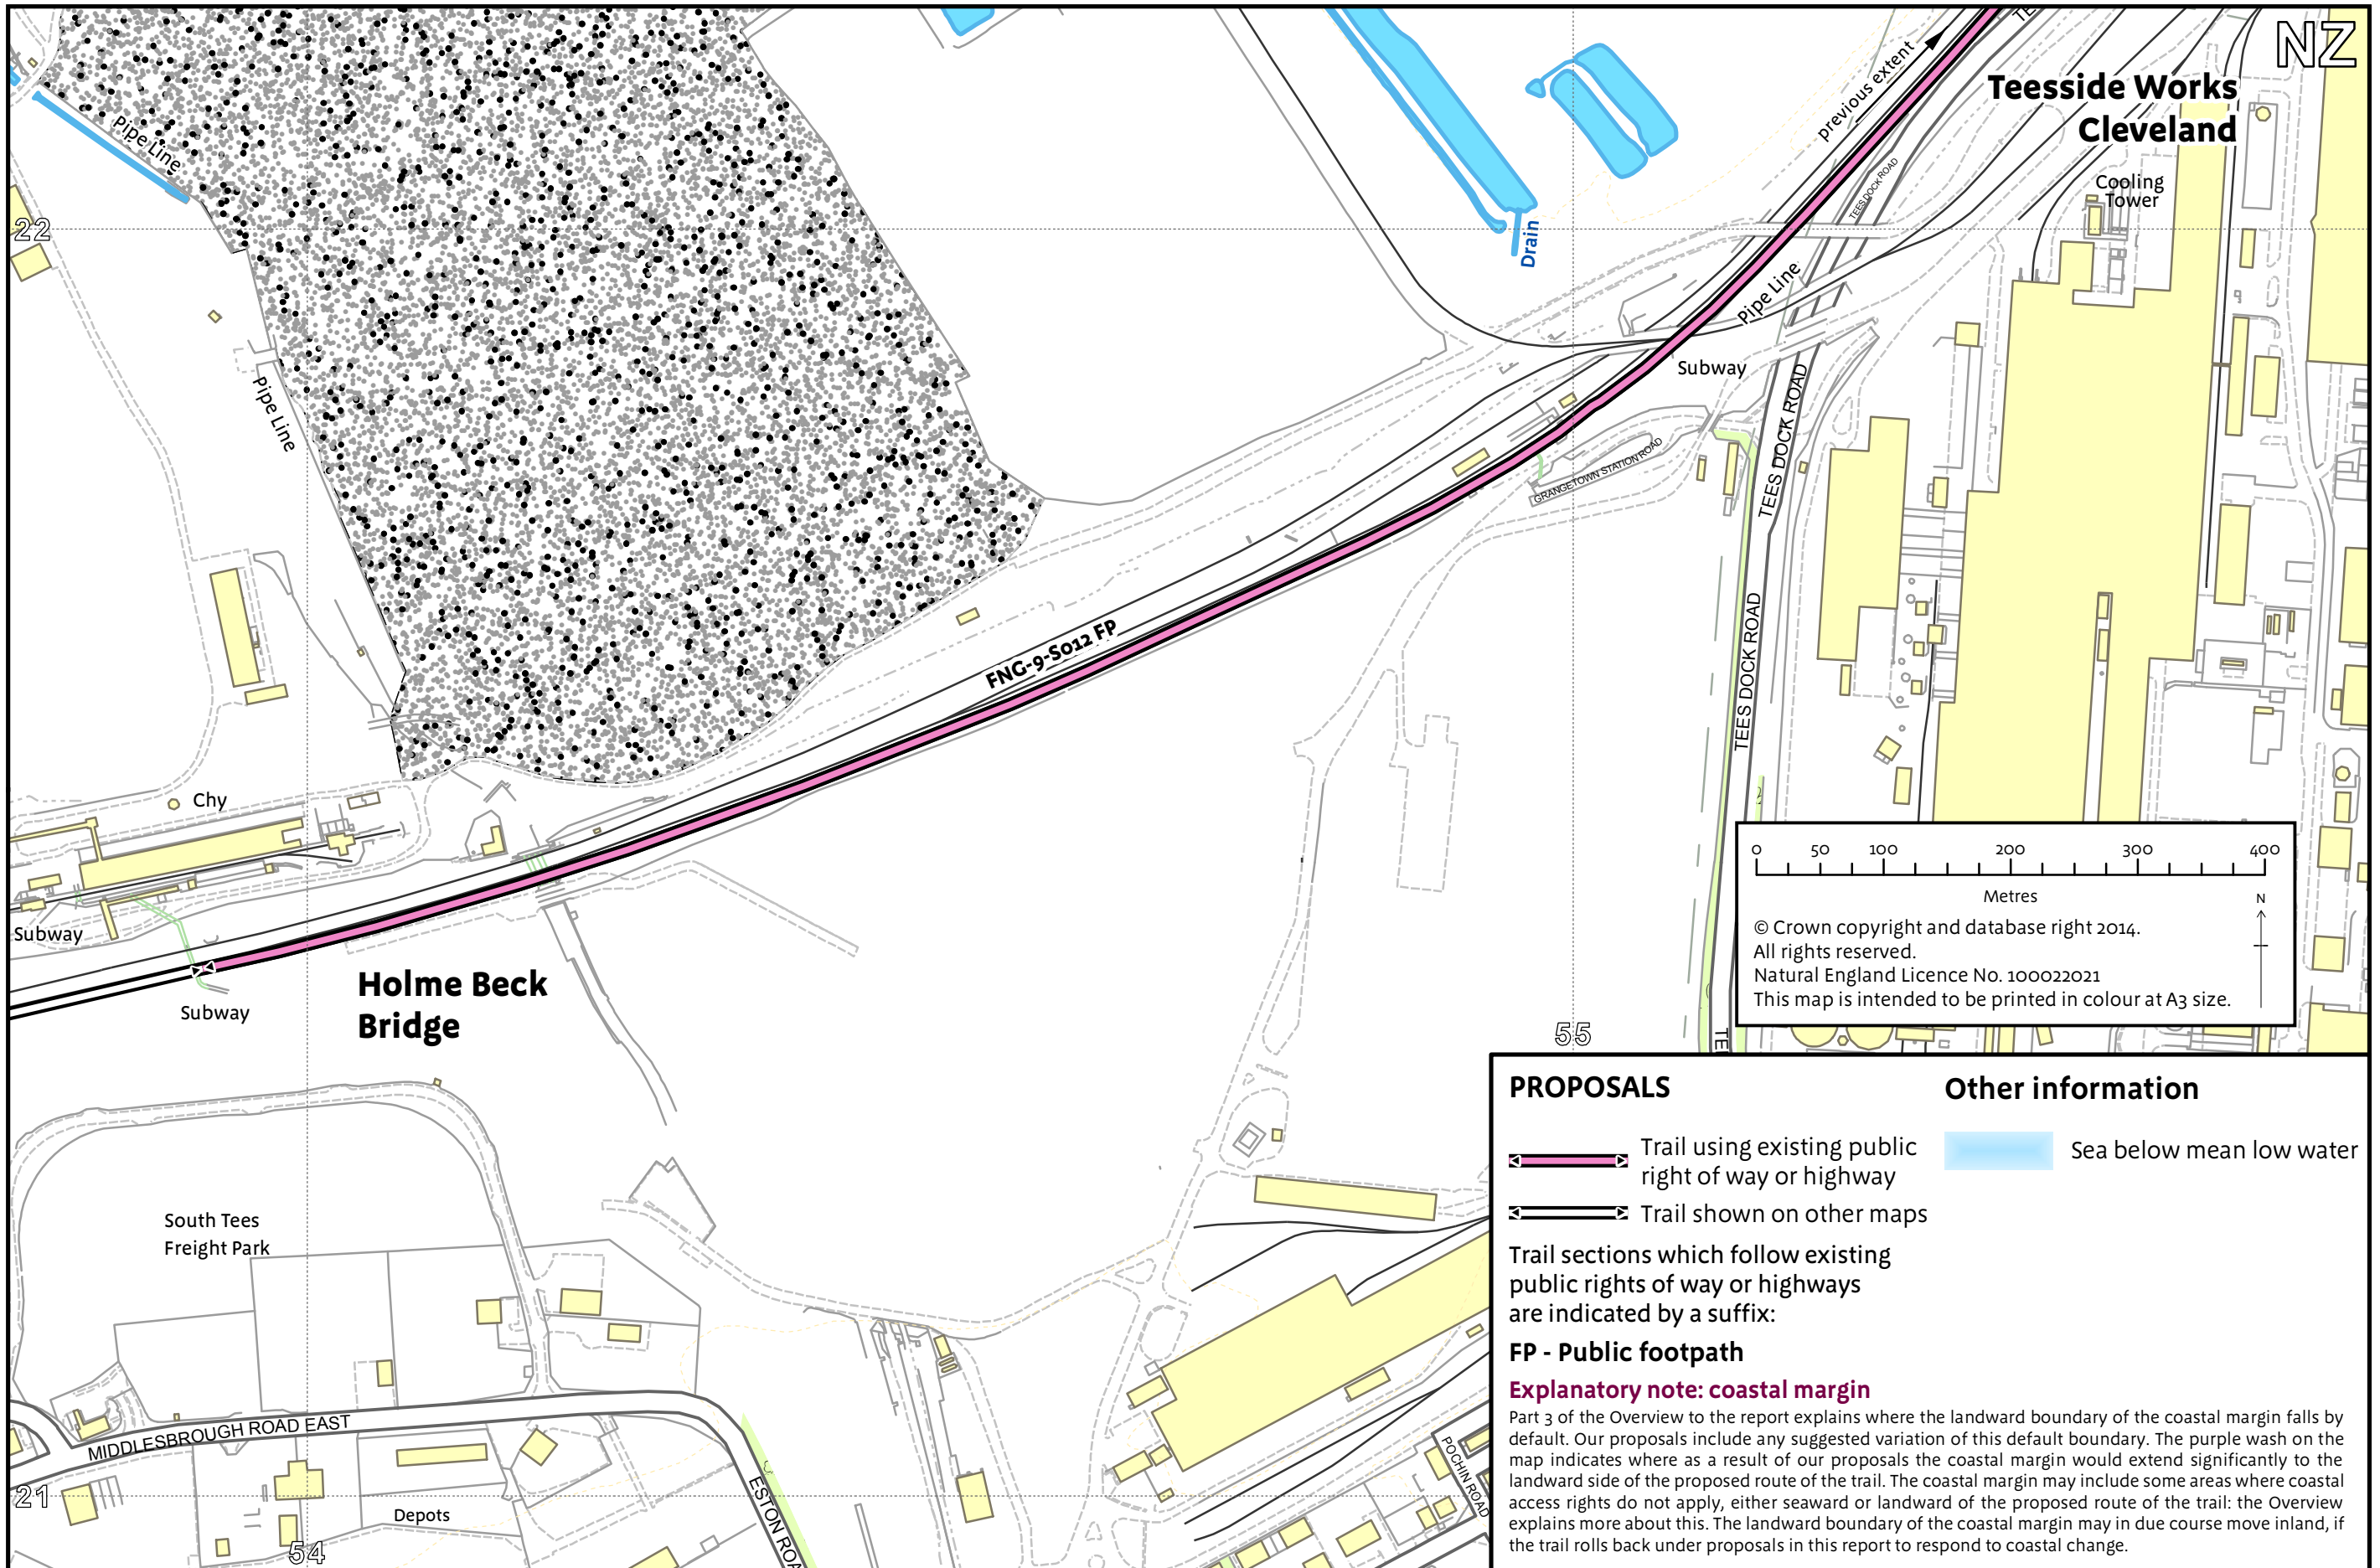 NZ
previous extent
TE
Teesside Works
Cleveland
Cooling
Tower
TEES DOCK ROAD
Pipe Line
22
Drain
Pipe Line
Subway
Pipe Line
TEES DOCK ROAD
GRANGETOWN STATION ROAD
FNG-9-S012 FP
TEES DOCK ROAD
Chy
0 50 100 200 300 400
Metres
N
© Crown copyright and database right 2014.
All rights reserved.
Natural England Licence No. 100022021
This map is intended to be printed in colour at A3 size.
Subway
Subway
Holme Beck
Bridge
55
TE
South Tees
Freight Park
MIDDLESBROUGH ROAD EAST
ESTON ROA
Depots
POCHIN ROAD
21
54
PROPOSALS
Trail using existing public
right of way or highway
Trail shown on other maps
Trail sections which follow existing
public rights of way or highways
are indicated by a suffix:
FP - Public footpath
Other information
Sea below mean low water
Explanatory note: coastal margin
Part 3 of the Overview to the report explains where the landward boundary of the coastal margin falls by
default. Our proposals include any suggested variation of this default boundary. The purple wash on the
map indicates where as a result of our proposals the coastal margin would extend significantly to the
landward side of the proposed route of the trail. The coastal margin may include some areas where coastal
access rights do not apply, either seaward or landward of the proposed route of the trail: the Overview
explains more about this. The landward boundary of the coastal margin may in due course move inland, if
the trail rolls back under proposals in this report to respond to coastal change.